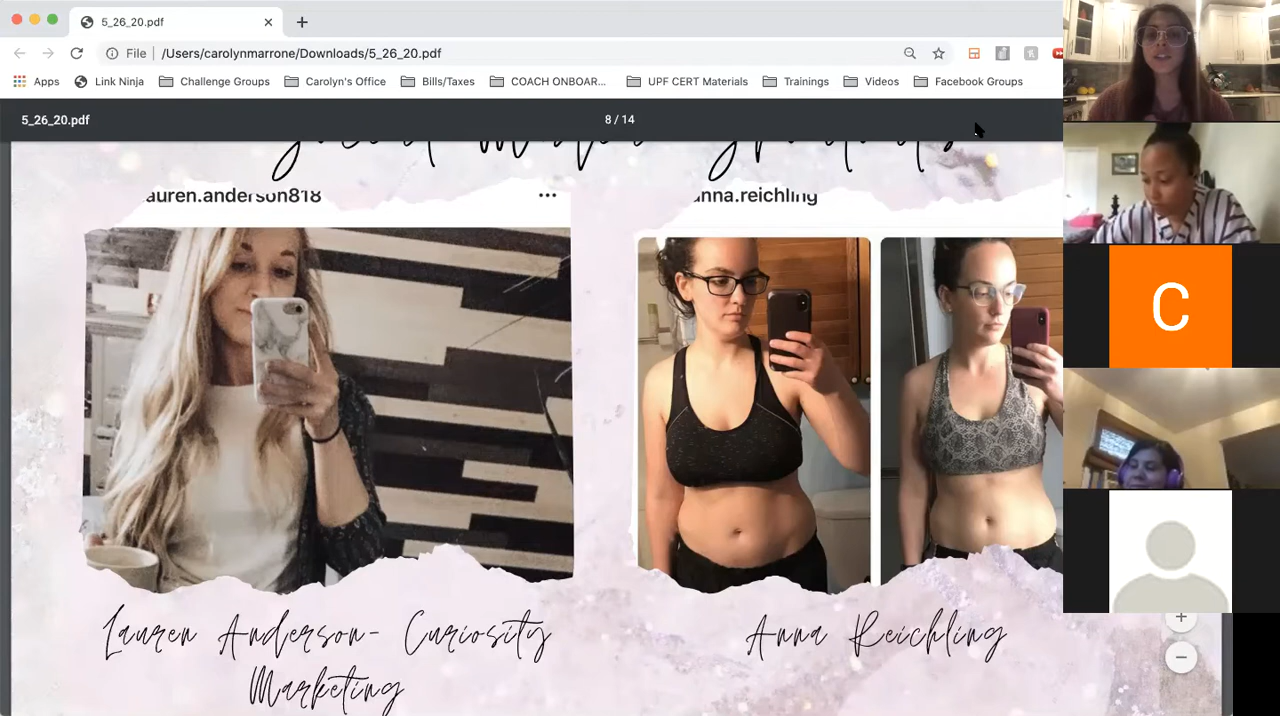 5_26_20.pdf
File | /Users/carolynmarrone/Downloads/5_26_20.pdf
Apps Link Ninja Challenge Groups Carolyn's Office Bills/Taxes COACH ONBOAR... UPF CERT Materials Trainings Videos Facebook Groups
5_26_20.pdf 8 / 14
auren.anderson818 ...
anna.reichling
Lauren Anderson- Curiosity
Marketing
Anna Reichling
C